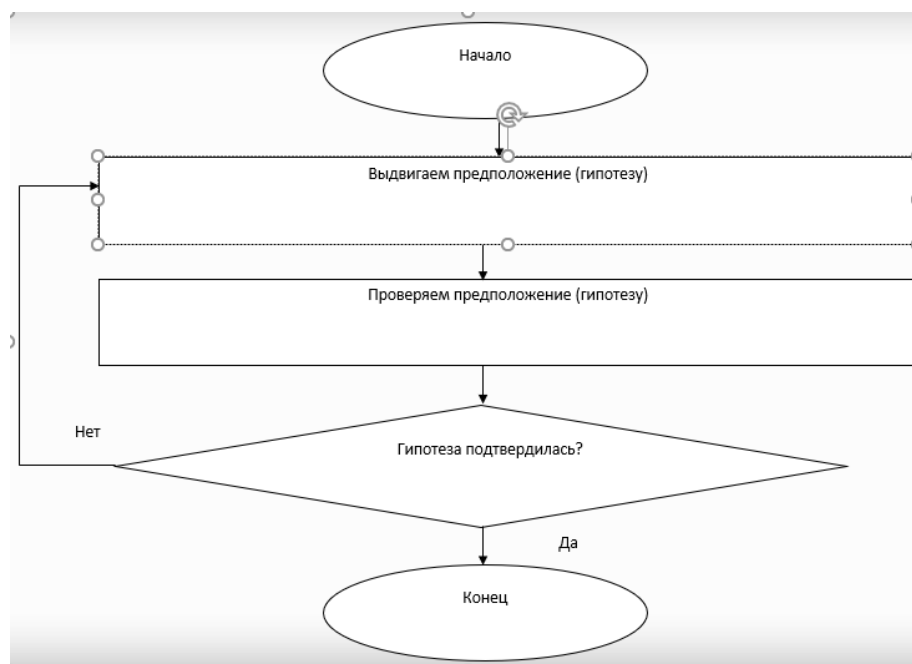 Начало
Выдвигаем предположение (гипотезу)
Проверяем предположение (гипотезу)
Нет
Гипотеза подтвердилась?
Да
Конец